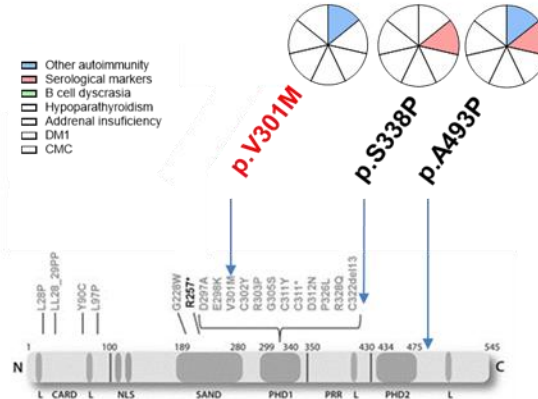 Other autoimmunity
Serological markers
B cell dyscrasia
Hypoparathyroidism
Addrenal insuficiency
DM1
CMC
p.V301M
p.S338P
p.A493P
L28P
LL28_29PP
Y90C
L97P
G228W
R257*
D297A
E298K
V301M
C302Y
R303P
G305S
C311Y
C311*
D312N
P326L
R328Q
C322del13
1 100 189 280 299 340 350 430 434 475 545
N C
L CARD L NLS SAND PHD1 PRR L PHD2 L